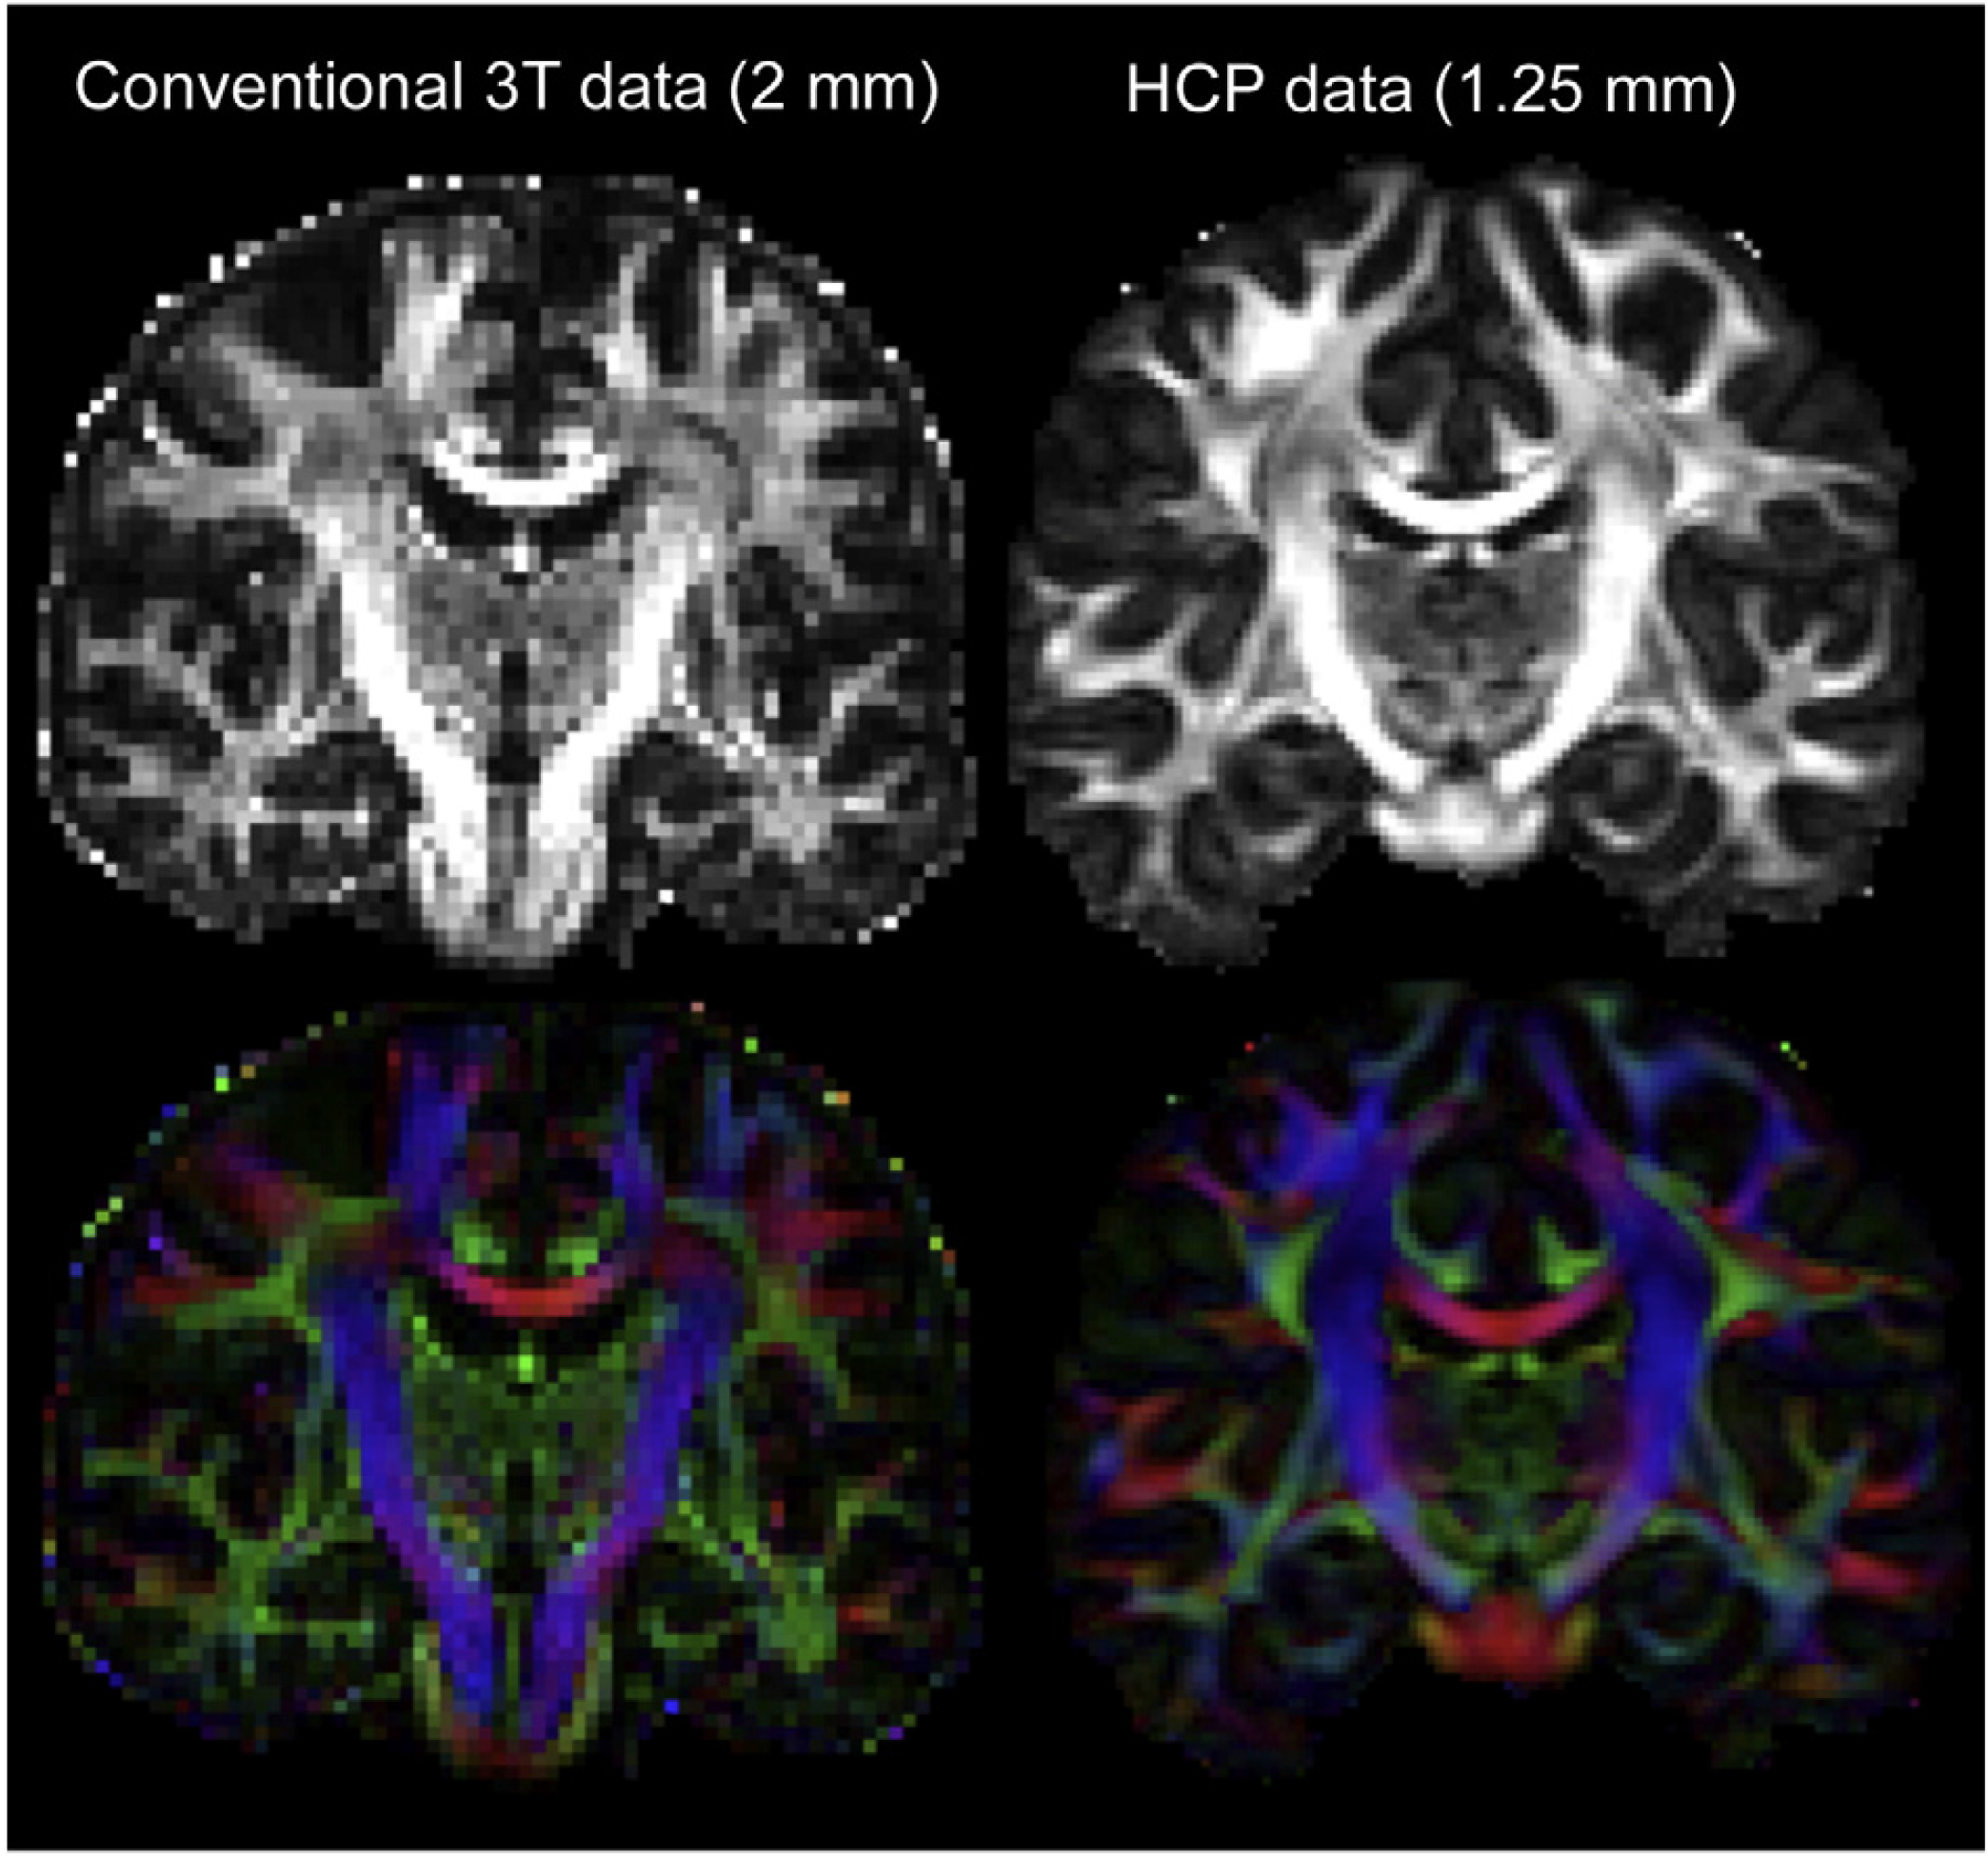 Conventional 3T data (2 mm)
HCP data (1.25 mm)